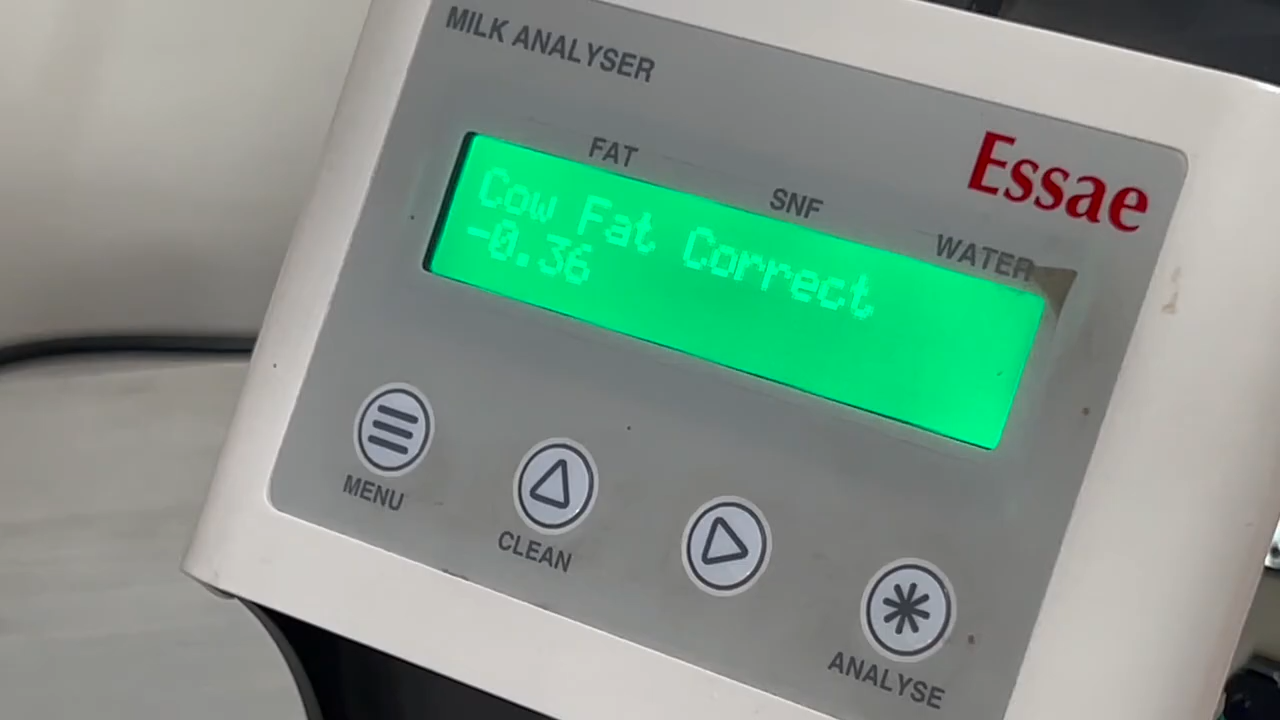 MILK ANALYSER
Essae
FAT
SNF
WATER
Cow Fat Correct
-0.36
MENU
CLEAN
ANALYSE